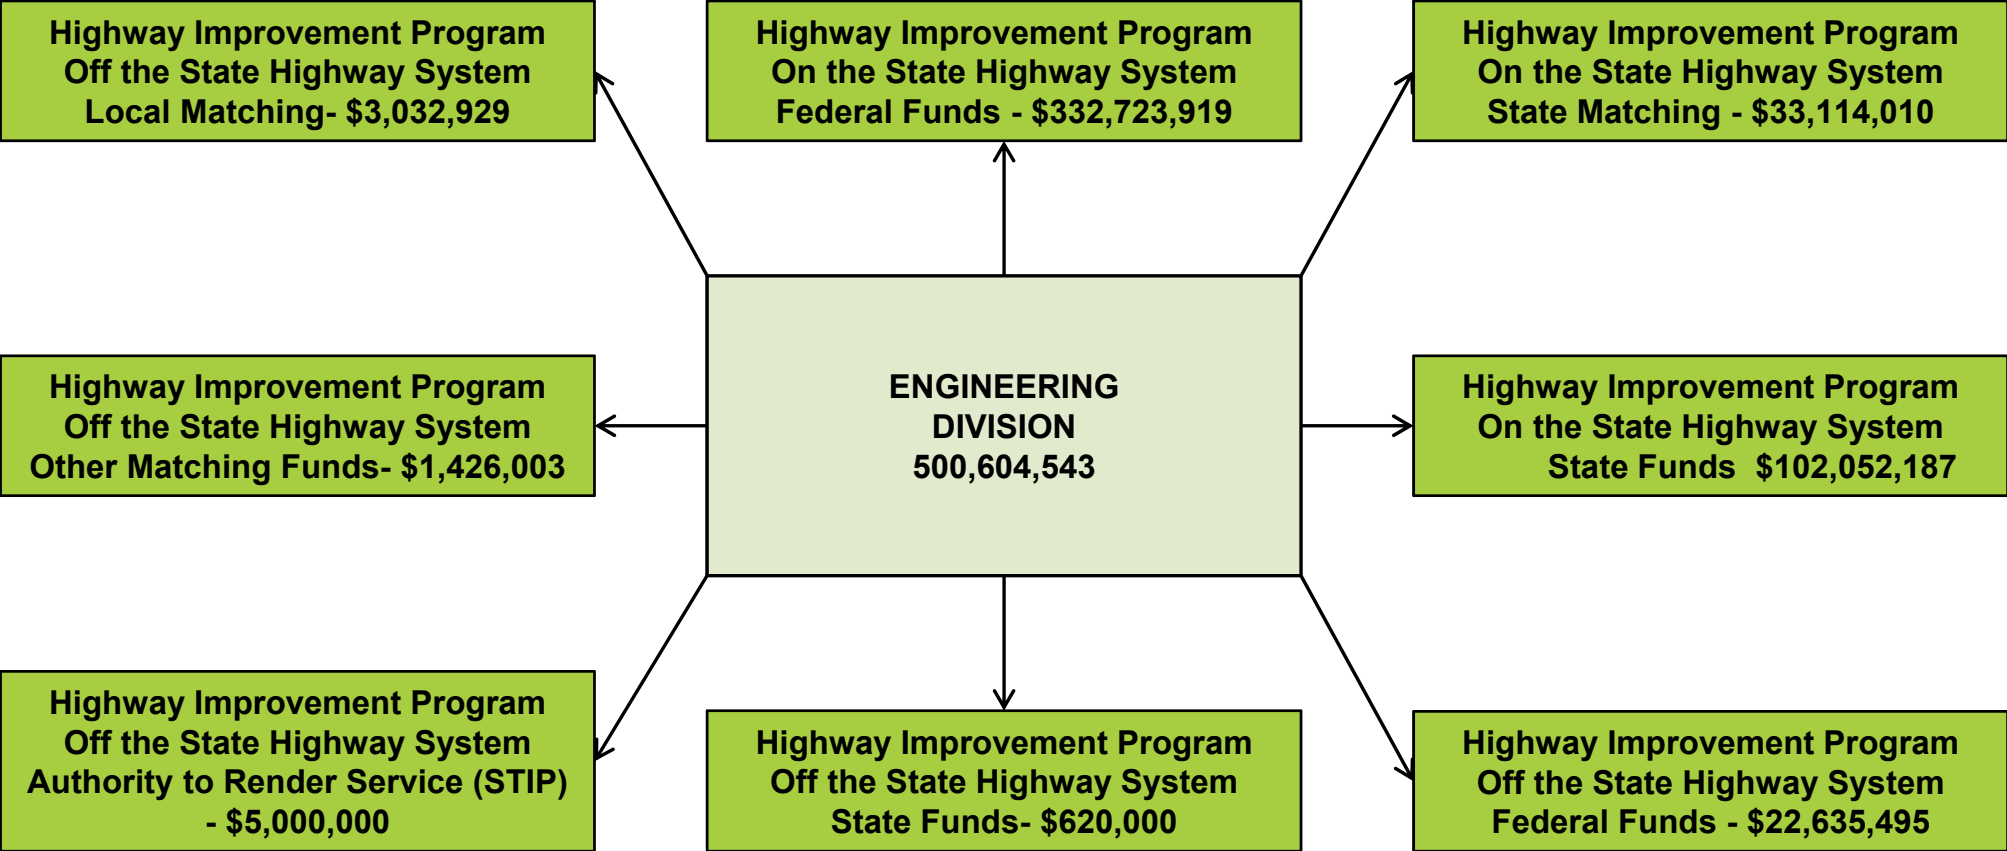 Highway Improvement Program
Off the State Highway System
Local Matching- $3,032,929
Highway Improvement Program
On the State Highway System
Federal Funds - $332,723,919
Highway Improvement Program
On the State Highway System
State Matching - $33,114,010
Highway Improvement Program
Off the State Highway System
Other Matching Funds- $1,426,003
ENGINEERING
DIVISION
500,604,543
Highway Improvement Program
On the State Highway System
State Funds $102,052,187
Highway Improvement Program
Off the State Highway System
Authority to Render Service (STIP)
- $5,000,000
Highway Improvement Program
Off the State Highway System
State Funds- $620,000
Highway Improvement Program
Off the State Highway System
Federal Funds - $22,635,495